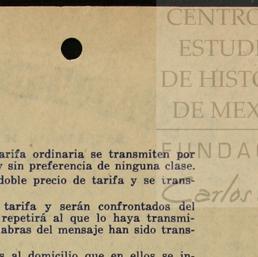 CENTRO
ESTUDI
DE HISTO
DE MEX
FUNDAC
Carlos
arifa ordinaria se transmiten por
y sin preferencia de ninguna clase.
doble precio de tarifa y se trans-
tarifa y serán confrontados del
repetirá al que lo haya transmi-
abras del mensaje han sido trans-
s al domicilio que en ellos se in-